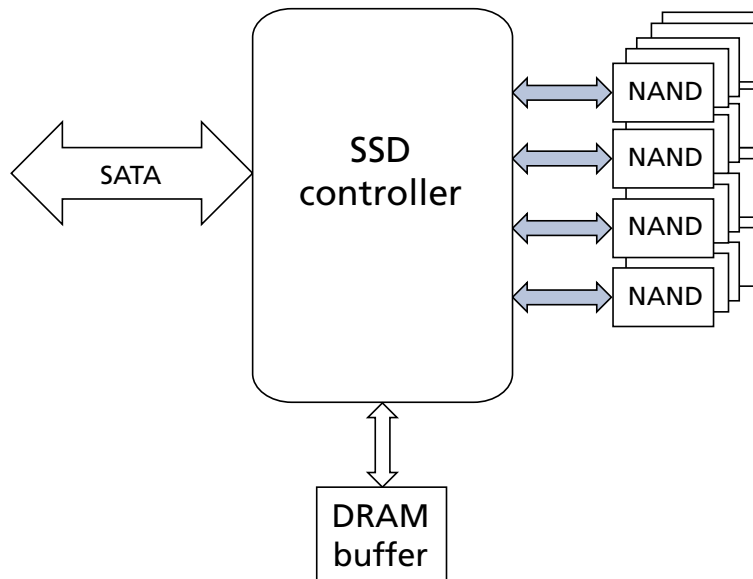 SATA
SSD
controller
NAND
NAND
NAND
NAND
DRAM
buffer